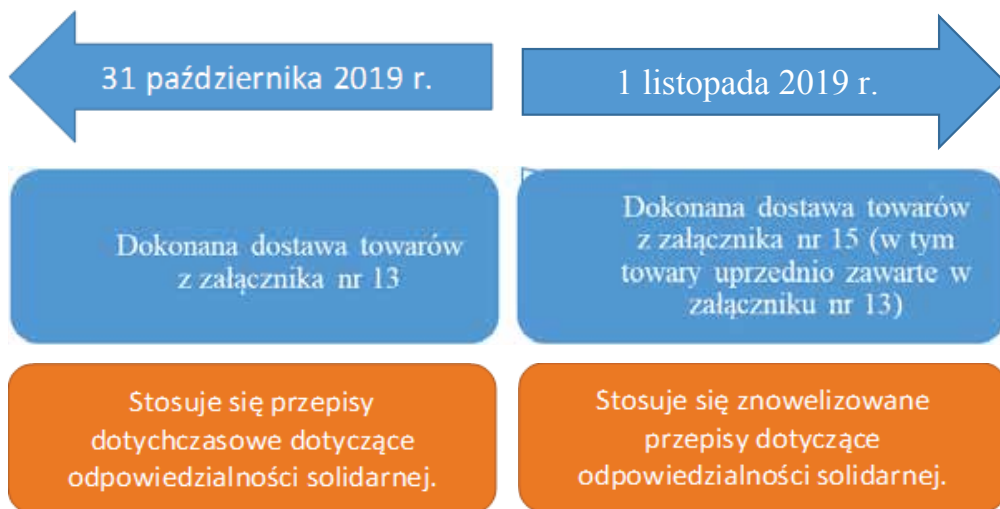 31 października 2019 r.
1 listopada 2019 r.
Dokonana dostawa towarów
z załącznika nr 13
Dokonana dostawa towarów
z załącznika nr 15 (w tym
towary uprzednio zawarte w
załączniku nr 13)
Stosuje się przepisy
dotychczasowe dotyczące
odpowiedzialności solidarnej.
Stosuje się znowelizowane
przepisy dotyczące
odpowiedzialności solidarnej.